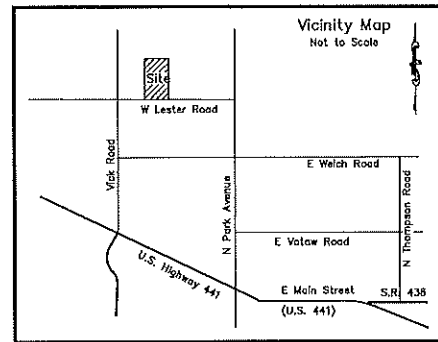 Vicinity Map
Not to Scale
Site
W Lester Road
Vick Road
E Welch Road
N Park Avenue
N Thompson Road
E Votaw Road
U.S. Highway 441
E Main Street
S.R. 438
(U.S. 441)